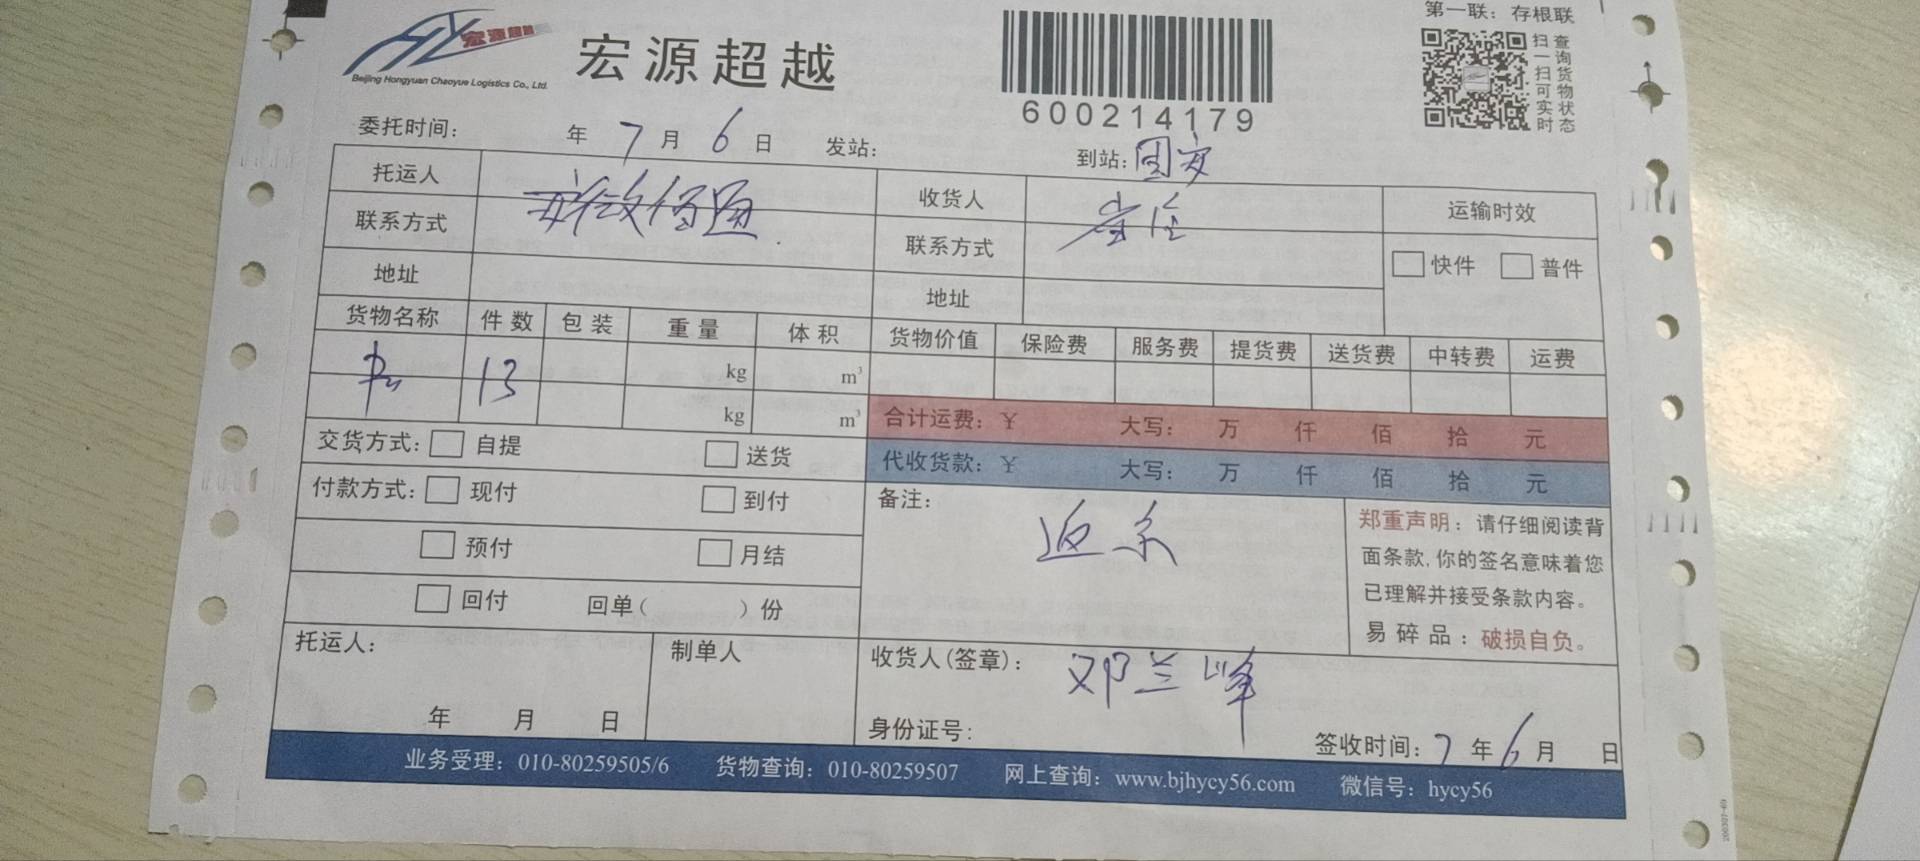 第一联：存根联
宏源超越
Beijing Hongyuan Chaoyue Logistics Co., Ltd.
宏源超越
600214179
扫一扫可实时
查询货物状态
委托时间： 年 7 月 6 日 发站： 到站：固安
托运人 收货人 运输时效
联系方式 联系方式 快件 普件
地址 地址
货物名称 件数 包装 重量 体积 货物价值 保险费 服务费 提货费 送货费 中转费 运费
13 kg m³
kg m³
合计运费：￥ 大写： 万 仟 佰 拾 元
代收货款：￥ 大写： 万 仟 佰 拾 元
交货方式： 自提 送货
付款方式： 现付 到付
预付 月结
回付 回单（ ）份
备注：
返
郑重声明：请仔细阅读背
面条款,你的签名意味着您
已理解并接受条款内容。
易碎品：破损自负。
托运人：
年 月 日
制单人
收货人(签章)：邓兰峰
身份证号：
签收时间：7 年 6 月 日
业务受理：010-80259505/6 货物查询：010-80259507 网上查询：www.bjhycy56.com 微信号：hycy56